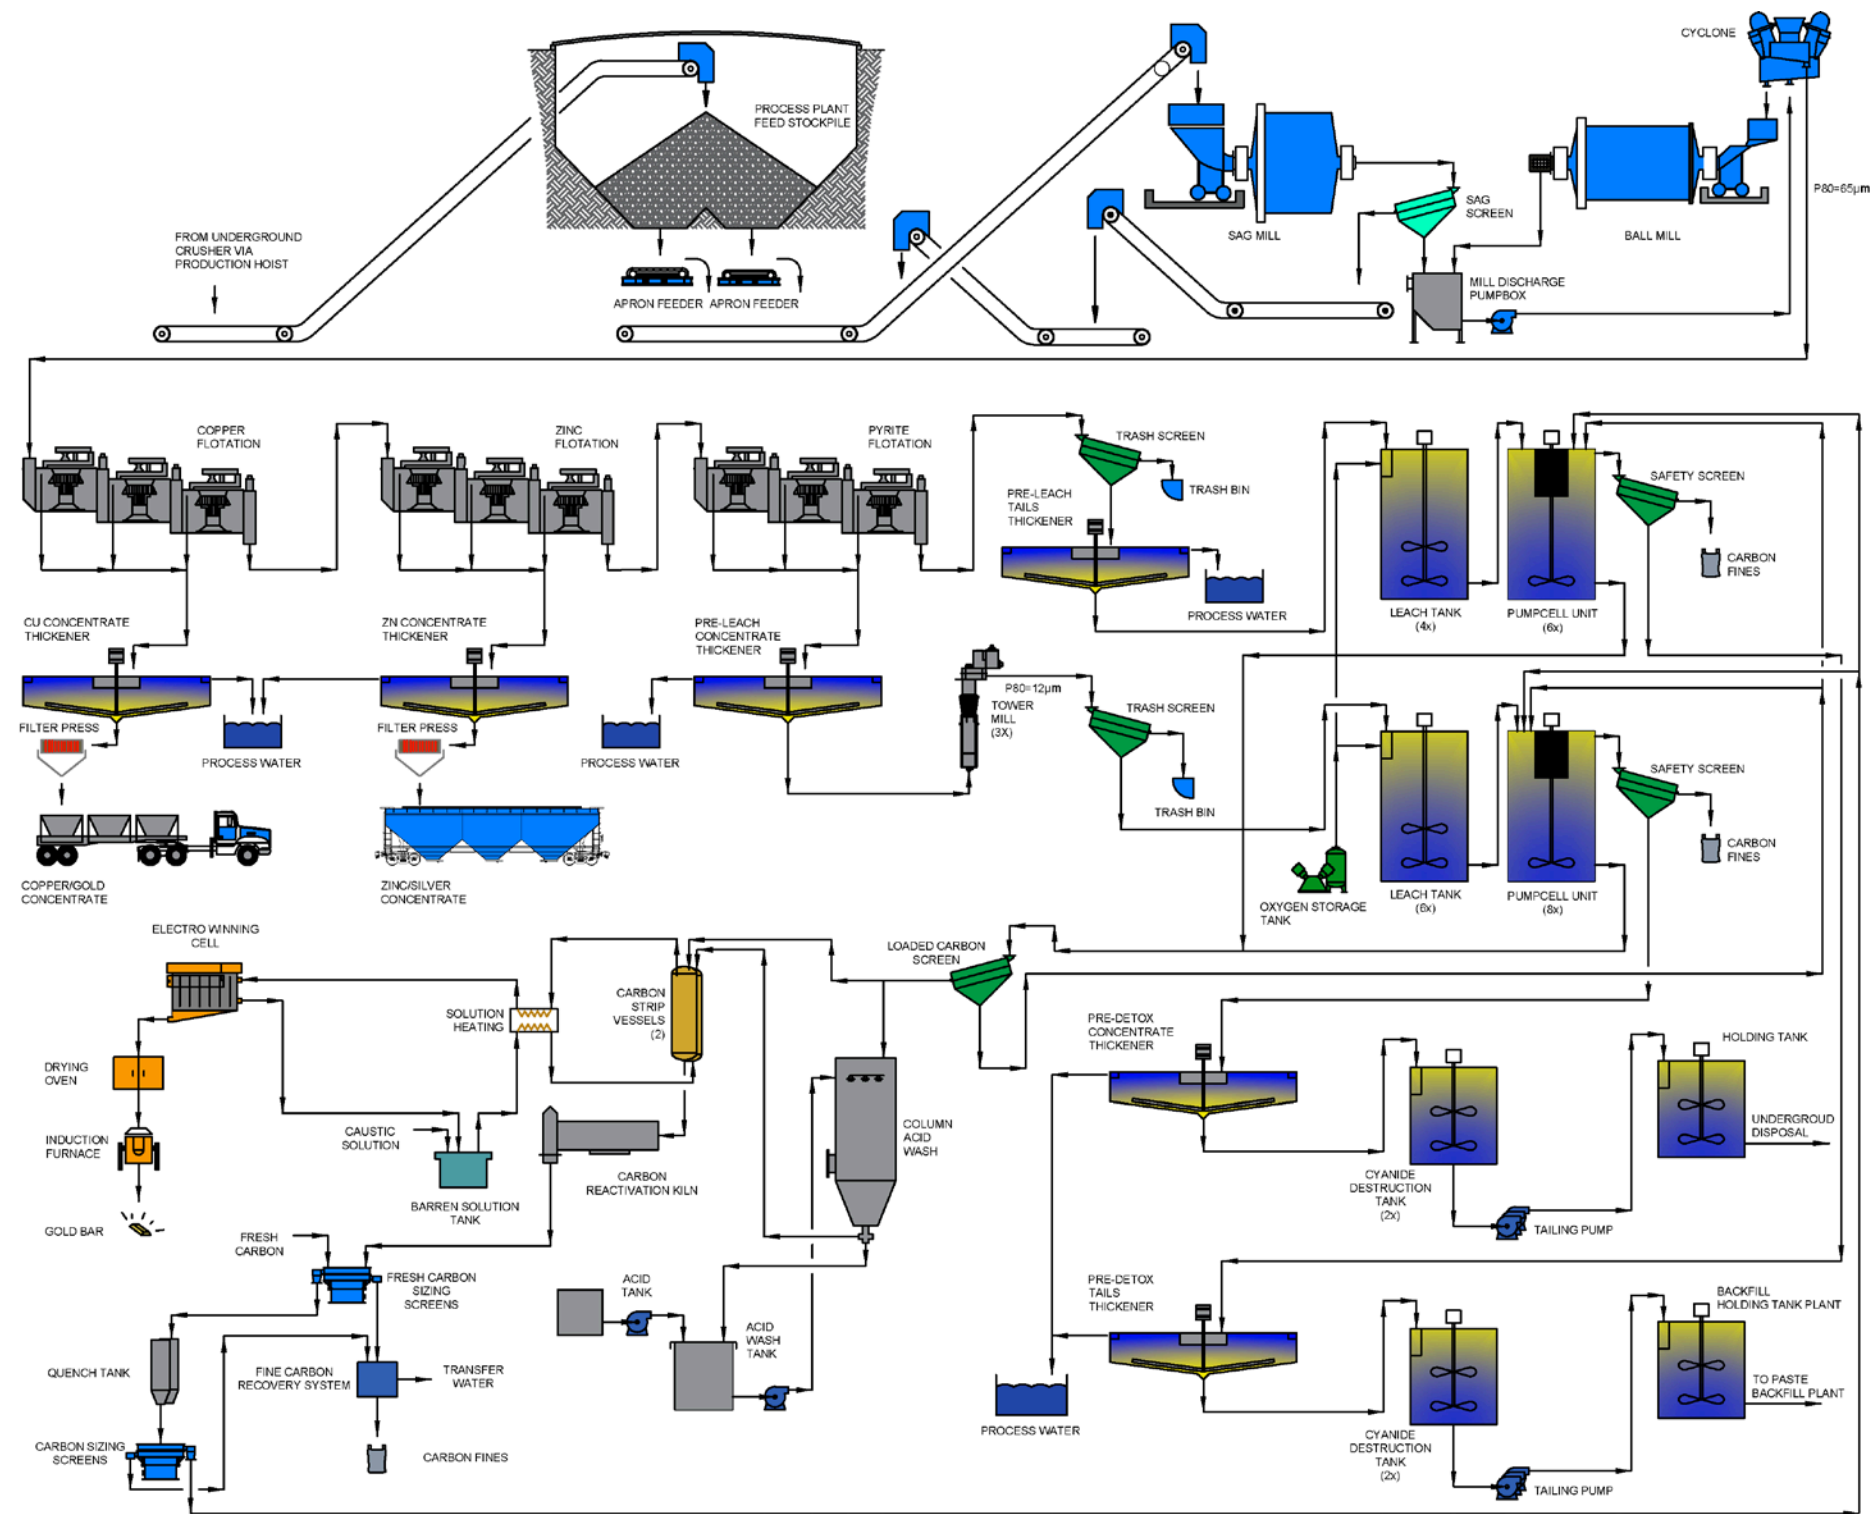 CYCLONE
PROCESS PLANT
FEED STOCKPILE
P80=65µm
SAG
SCREEN
FROM UNDERGROUND
CRUSHER VIA
PRODUCTION HOIST
SAG MILL
BALL MILL
APRON FEEDER
APRON FEEDER
MILL DISCHARGE
PUMPBOX
COPPER
FLOTATION
ZINC
FLOTATION
PYRITE
FLOTATION
TRASH SCREEN
TRASH BIN
PRE-LEACH
TAILS
THICKENER
SAFETY SCREEN
CARBON
FINES
PROCESS WATER
LEACH TANK
(4x)
PUMPCELL UNIT
(6x)
CU CONCENTRATE
THICKENER
ZN CONCENTRATE
THICKENER
PRE-LEACH
CONCENTRATE
THICKENER
P80=12µm
TOWER
MILL
(3X)
TRASH SCREEN
FILTER PRESS
FILTER PRESS
PROCESS WATER
PROCESS WATER
TRASH BIN
SAFETY SCREEN
CARBON
FINES
COPPER/GOLD
CONCENTRATE
ZINC/SILVER
CONCENTRATE
OXYGEN STORAGE
TANK
LEACH TANK
(6x)
PUMPCELL UNIT
(8x)
ELECTRO WINNING
CELL
LOADED CARBON
SCREEN
CARBON
STRIP
VESSELS
(2)
SOLUTION
HEATING
PRE-DETOX
CONCENTRATE
THICKENER
HOLDING TANK
DRYING
OVEN
INDUCTION
FURNACE
CAUSTIC
SOLUTION
COLUMN
ACID
WASH
UNDERGROUD
DISPOSAL
CARBON
REACTIVATION KILN
BARREN SOLUTION
TANK
CYANIDE
DESTRUCTION
TANK
(2x)
TAILING PUMP
GOLD BAR
FRESH
CARBON
FRESH CARBON
SIZING
SCREENS
ACID
TANK
ACID
WASH
TANK
PRE-DETOX
TAILS
THICKENER
BACKFILL
HOLDING TANK PLANT
QUENCH TANK
FINE CARBON
RECOVERY SYSTEM
TRANSFER
WATER
TO PASTE
BACKFILL PLANT
PROCESS WATER
CARBON SIZING
SCREENS
CARBON FINES
CYANIDE
DESTRUCTION
TANK
(2x)
TAILING PUMP